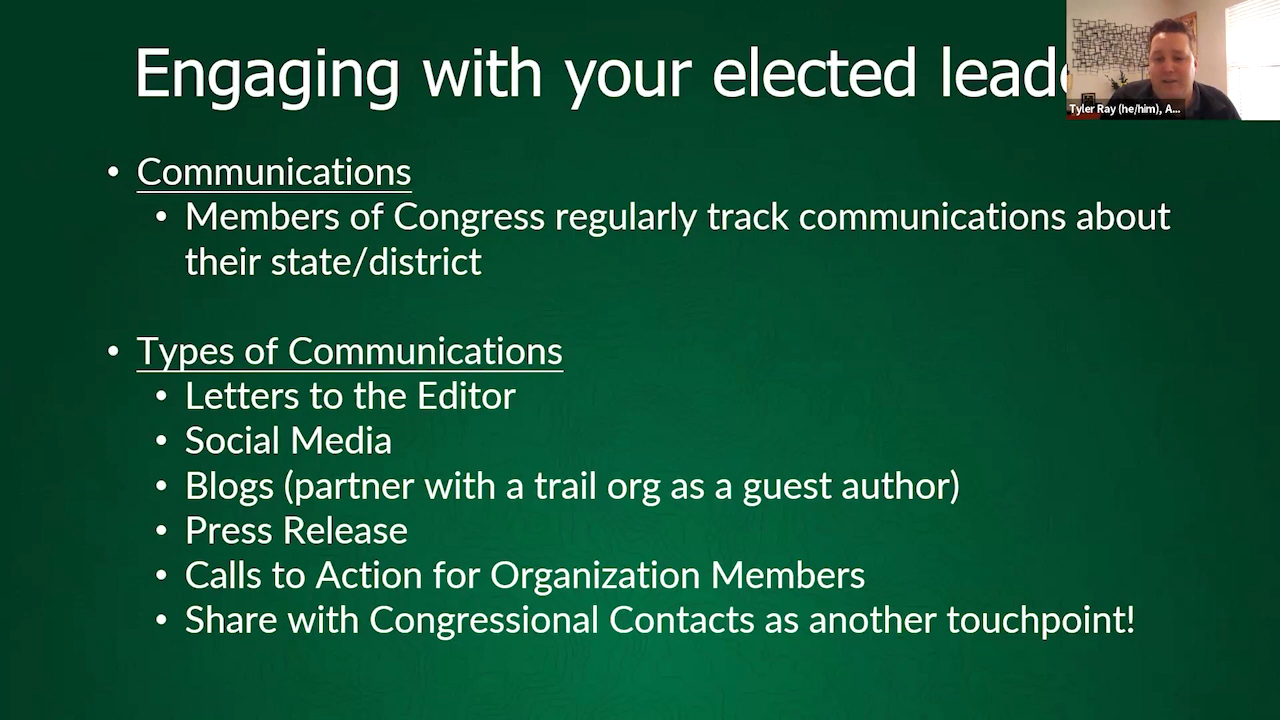 Engaging with your elected lead
Tyler Ray (he/him), A...
• Communications
• Members of Congress regularly track communications about
their state/district
• Types of Communications
• Letters to the Editor
• Social Media
• Blogs (partner with a trail org as a guest author)
• Press Release
• Calls to Action for Organization Members
• Share with Congressional Contacts as another touchpoint!